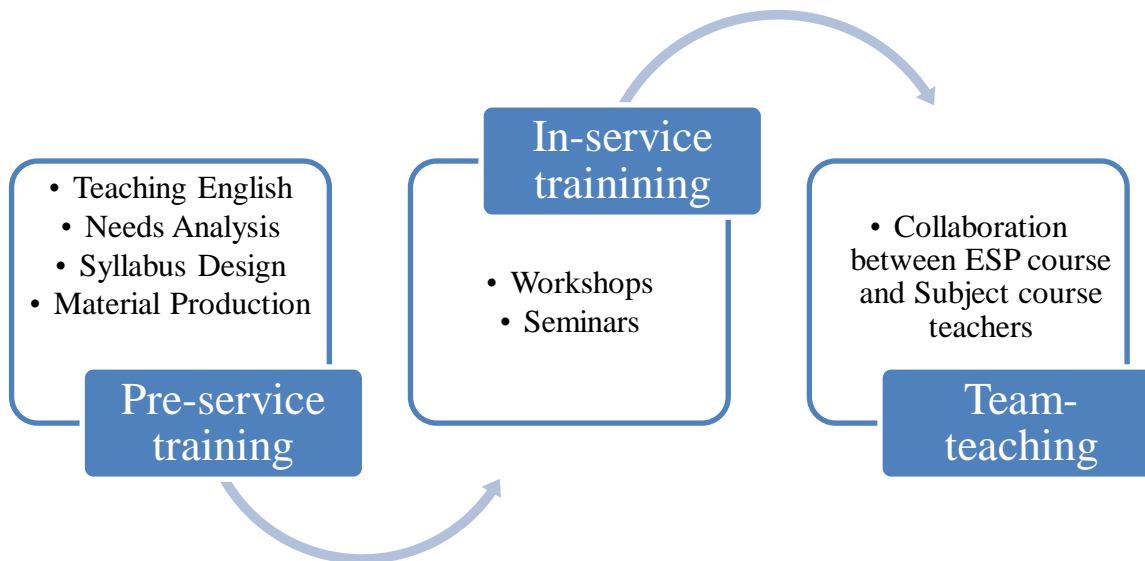 • Teaching English
• Needs Analysis
• Syllabus Design
• Material Production
Pre-service
training
In-service
trainining
• Workshops
• Seminars
• Collaboration
between ESP course
and Subject course
teachers
Team-
teaching